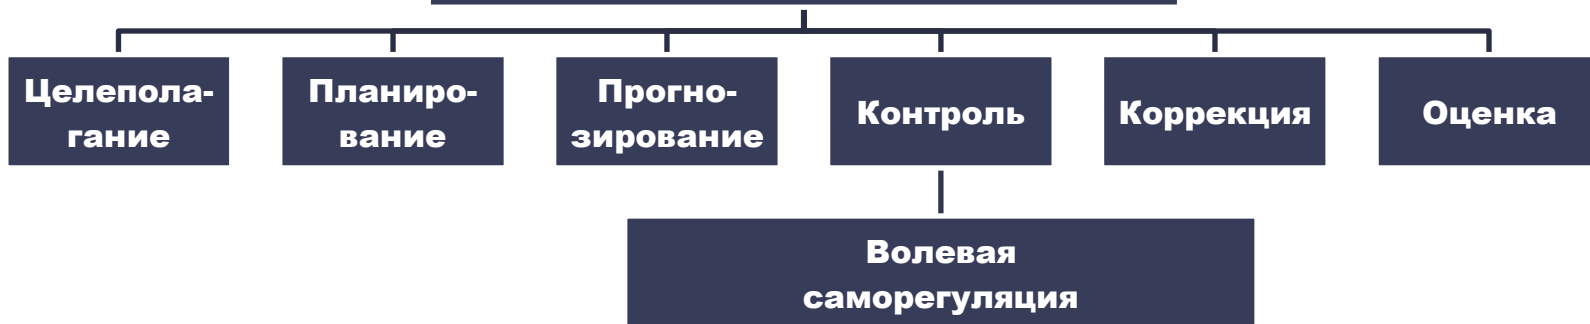 Целепола-
гание
Планиро-
вание
Прогно-
зирование
Контроль
Коррекция
Оценка
Волевая
саморегуляция